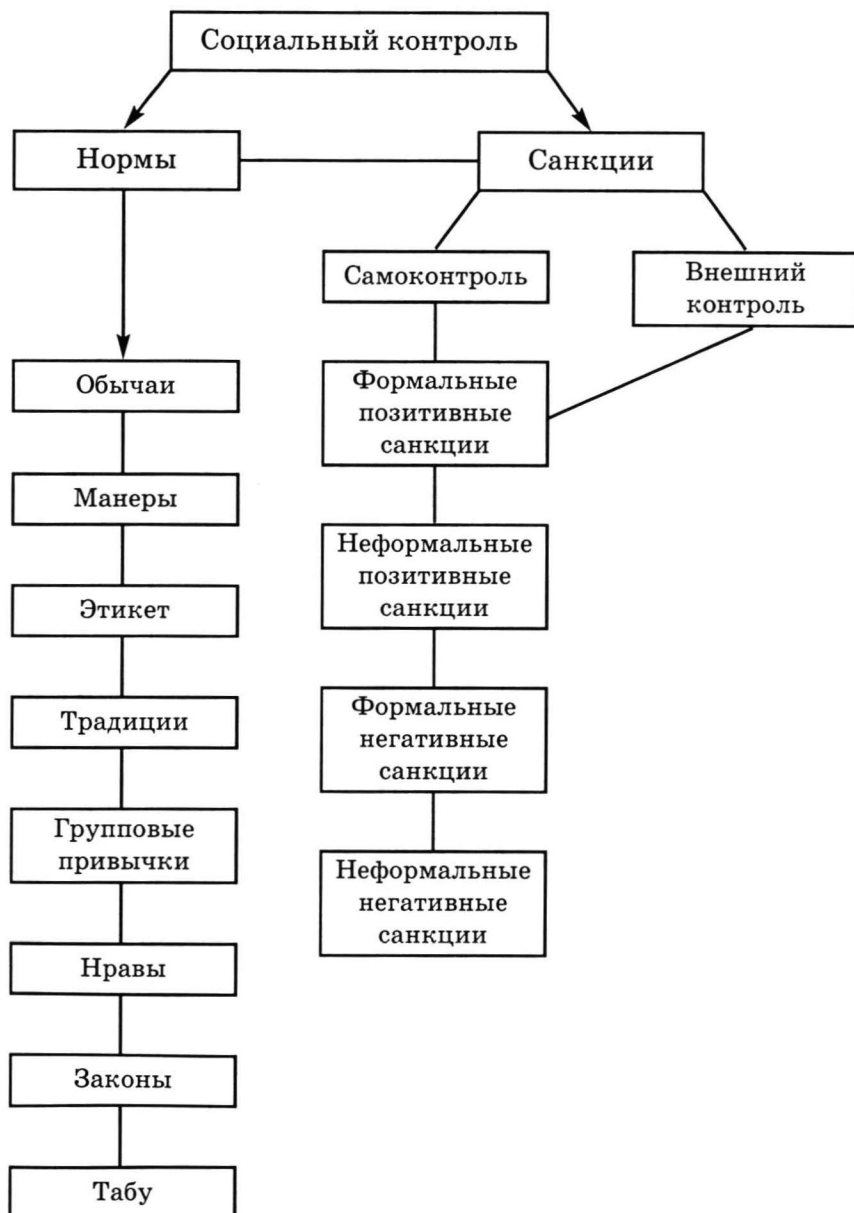 Социальный контроль
Нормы
Санкции
Самоконтроль
Внешний
контроль
Обычаи
Манеры
Этикет
Традиции
Групповые
привычки
Нравы
Законы
Табу
Формальные
позитивные
санкции
Неформальные
позитивные
санкции
Формальные
негативные
санкции
Неформальные
негативные
санкции